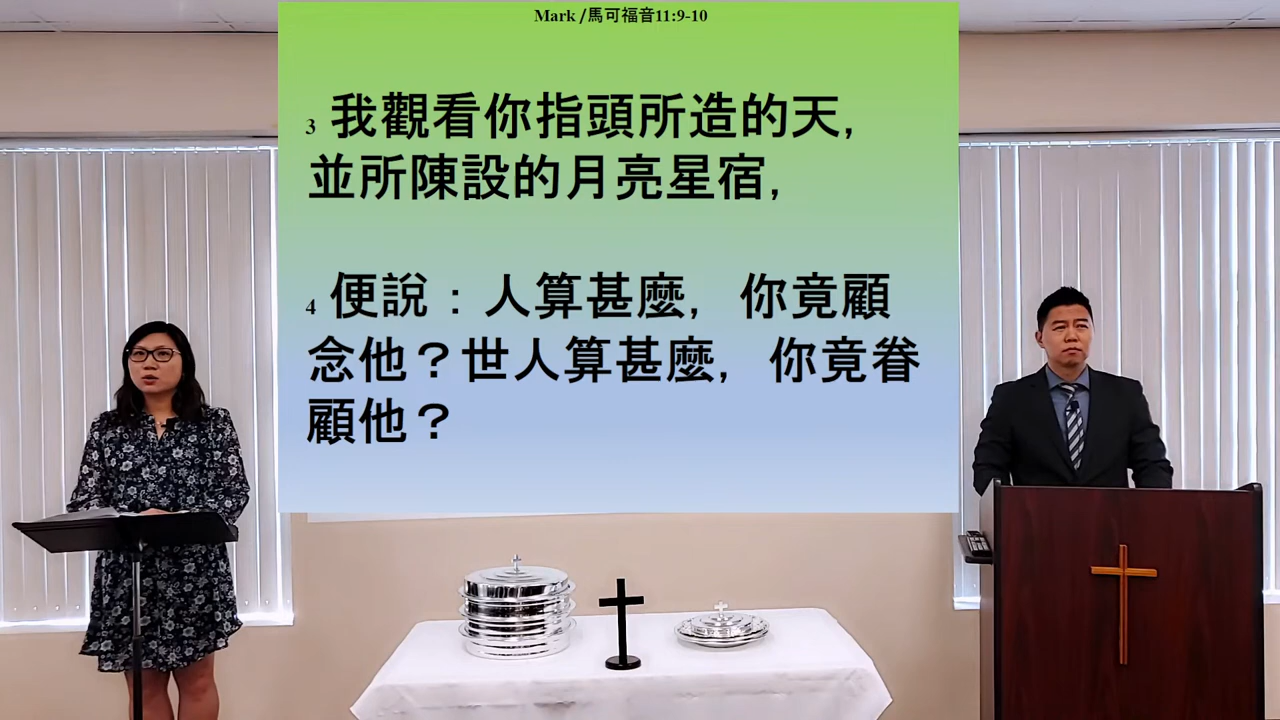 Mark /馬可福音11:9-10
3 我觀看你指頭所造的天,
並所陳設的月亮星宿,
4 便說：人算甚麼, 你竟顧
念他？世人算甚麼, 你竟眷
顧他？